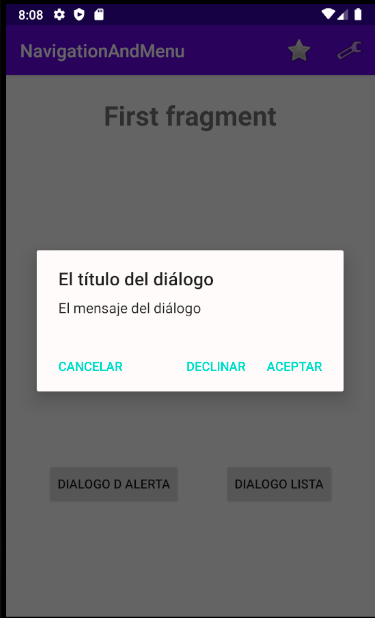 8:08
NavigationAndMenu
First fragment
El título del diálogo
El mensaje del diálogo
CANCELAR DECLINAR ACEPTAR
DIALOGO D ALERTA DIALOGO LISTA